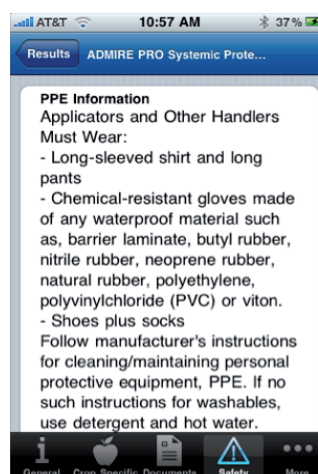 AT&T 10:57 AM 37%
Results ADMIRE PRO Systemic Prote...
PPE Information
Applicators and Other Handlers
Must Wear:
- Long-sleeved shirt and long
pants
- Chemical-resistant gloves made
of any waterproof material such
as, barrier laminate, butyl rubber,
nitrile rubber, neoprene rubber,
natural rubber, polyethylene,
polyvinylchloride (PVC) or viton.
- Shoes plus socks
Follow manufacturer's instructions
for cleaning/maintaining personal
protective equipment, PPE. If no
such instructions for washables,
use detergent and hot water.
General Crop Specific Documents Safety More